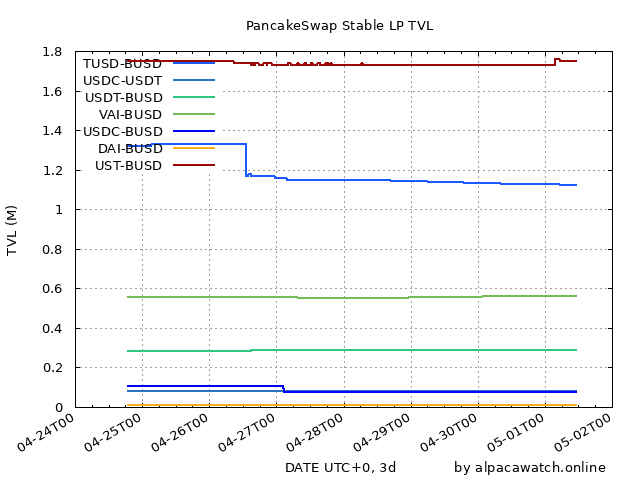 PancakeSwap Stable LP TVL
1.8
1.6
1.4
1.2
1
0.8
0.6
0.4
0.2
0
TVL (M)
TUSD-BUSD
USDC-USDT
USDT-BUSD
VAI-BUSD
USDC-BUSD
DAI-BUSD
UST-BUSD
04-24T00
04-25T00
04-26T00
04-27T00
04-28T00
04-29T00
04-30T00
05-01T00
05-02T00
DATE UTC+0, 3d
by alpacawatch.online